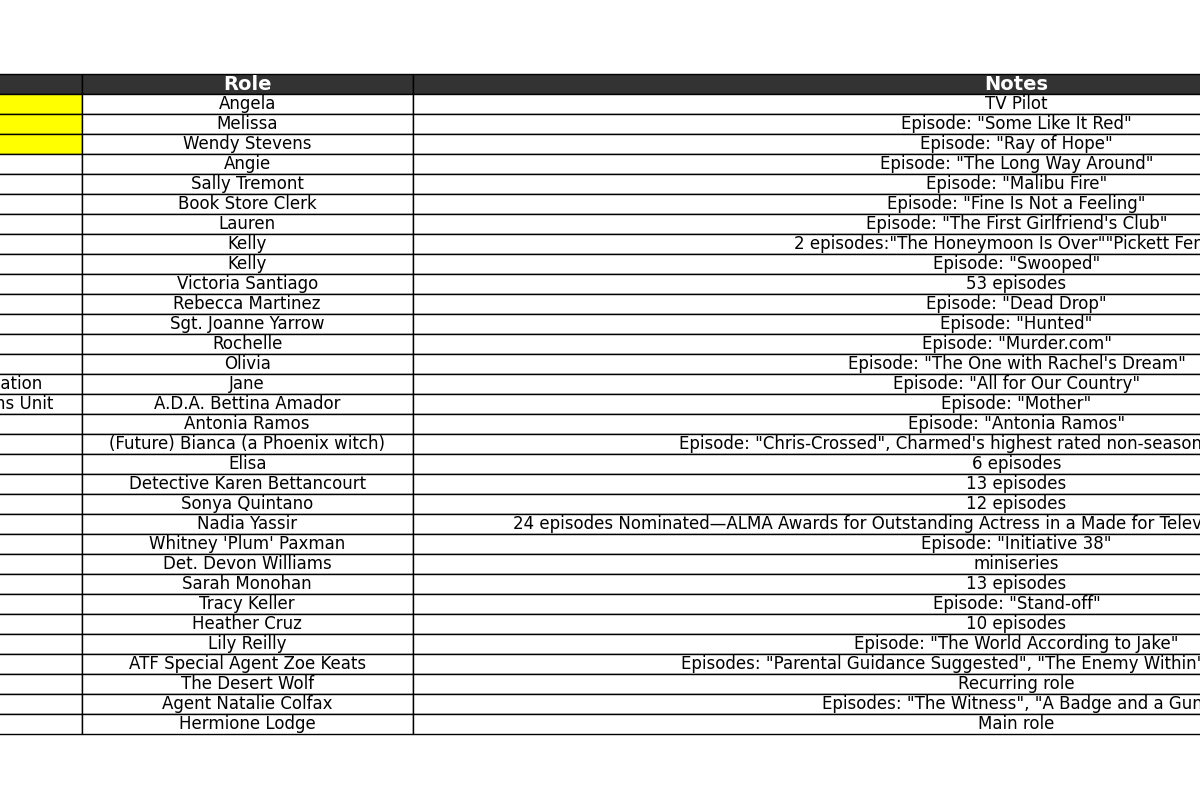 Role Notes
Angela TV Pilot
Melissa Episode: "Some Like It Red"
Wendy Stevens Episode: "Ray of Hope"
Angie Episode: "The Long Way Around"
Sally Tremont Episode: "Malibu Fire"
Book Store Clerk Episode: "Fine Is Not a Feeling"
Lauren Episode: "The First Girlfriend's Club"
Kelly 2 episodes:"The Honeymoon Is Over""Pickett Fer
Kelly Episode: "Swooped"
Victoria Santiago 53 episodes
Rebecca Martinez Episode: "Dead Drop"
Sgt. Joanne Yarrow Episode: "Hunted"
Rochelle Episode: "Murder.com"
Olivia Episode: "The One with Rachel's Dream"
ation Jane Episode: "All for Our Country"
ns Unit A.D.A. Bettina Amador Episode: "Mother"
Antonia Ramos Episode: "Antonia Ramos"
(Future) Bianca (a Phoenix witch) Episode: "Chris-Crossed", Charmed's highest rated non-season
Elisa 6 episodes
Detective Karen Bettancourt 13 episodes
Sonya Quintano 12 episodes
Nadia Yassir 24 episodes Nominated—ALMA Awards for Outstanding Actress in a Made for Telev
Whitney 'Plum' Paxman Episode: "Initiative 38"
Det. Devon Williams miniseries
Sarah Monohan 13 episodes
Tracy Keller Episode: "Stand-off"
Heather Cruz 10 episodes
Lily Reilly Episode: "The World According to Jake"
ATF Special Agent Zoe Keats Episodes: "Parental Guidance Suggested", "The Enemy Within"
The Desert Wolf Recurring role
Agent Natalie Colfax Episodes: "The Witness", "A Badge and a Gun
Hermione Lodge Main role